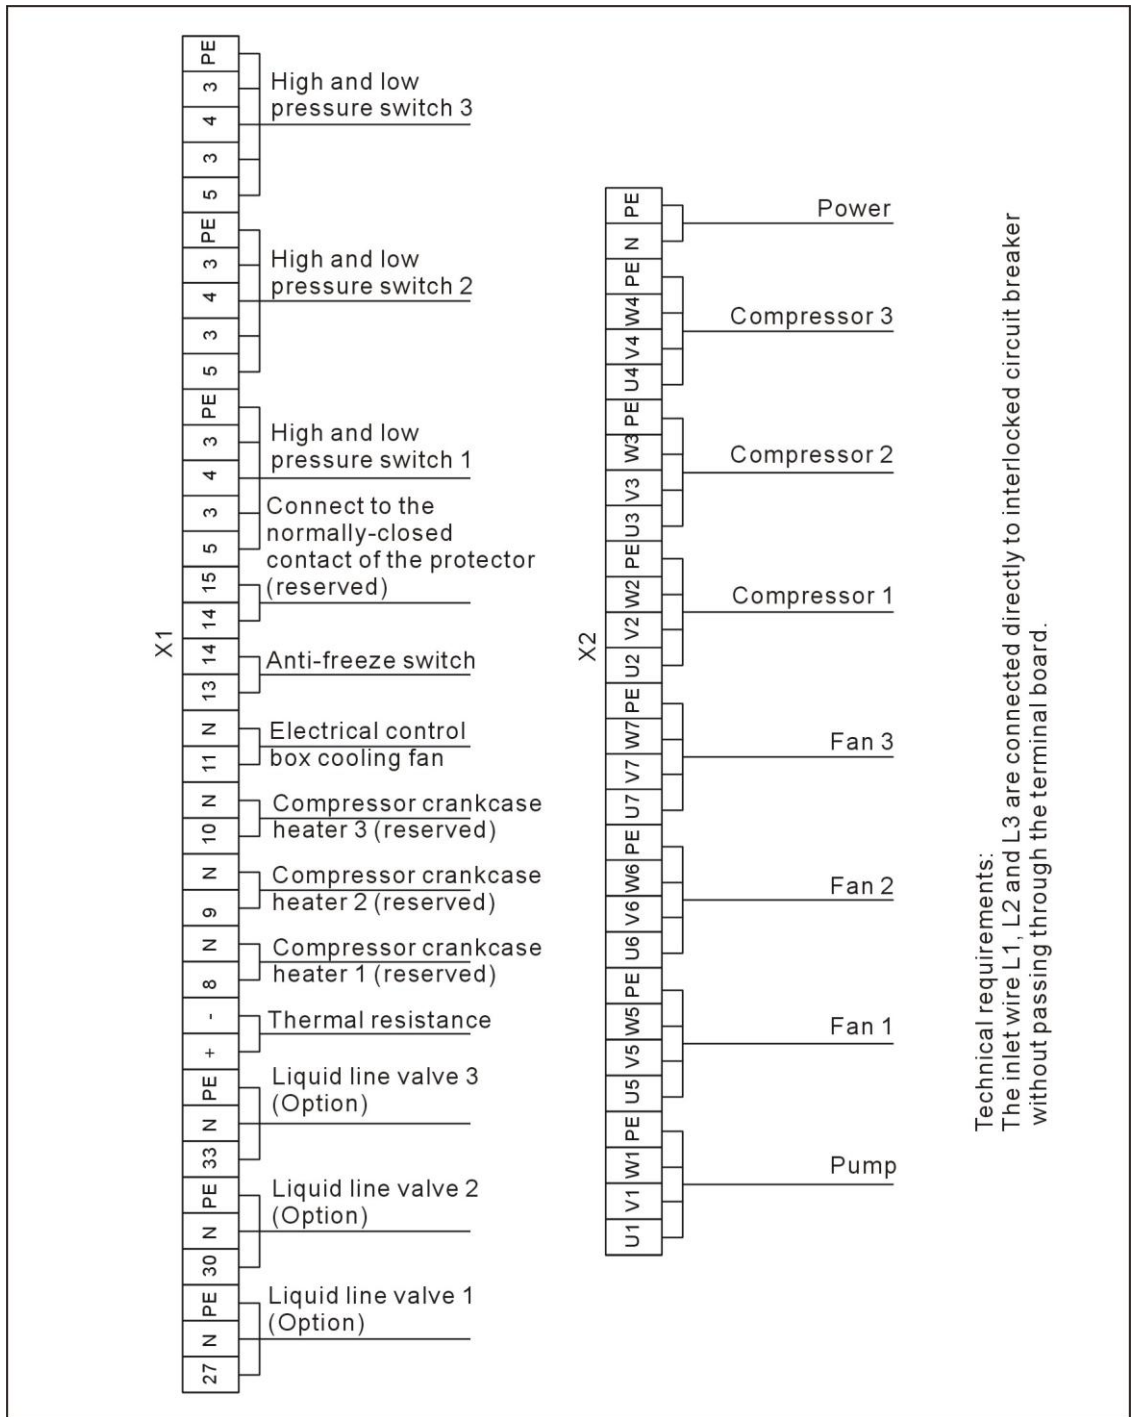 X1
PE
3
High and low
pressure switch 3
4
3
5
PE
3
High and low
pressure switch 2
4
3
5
PE
3
High and low
pressure switch 1
4
3
5
Connect to the
normally-closed
contact of the protector
(reserved)
15
14
14
Anti-freeze switch
13
N
Electrical control
box cooling fan
11
N
Compressor crankcase
heater 3 (reserved)
10
N
Compressor crankcase
heater 2 (reserved)
9
N
Compressor crankcase
heater 1 (reserved)
8
-
Thermal resistance
+
PE
Liquid line valve 3
(Option)
N
33
PE
Liquid line valve 2
(Option)
N
30
PE
Liquid line valve 1
(Option)
N
27
X2
PE
Power
N
PE
W4
Compressor 3
V4
U4
PE
W3
Compressor 2
V3
U3
PE
W2
Compressor 1
V2
U2
PE
W7
Fan 3
V7
U7
PE
W6
Fan 2
V6
U6
PE
W5
Fan 1
V5
U5
PE
W1
Pump
V1
U1
Technical requirements:
The inlet wire L1, L2 and L3 are connected directly to interlocked circuit breaker
without passing through the terminal board.